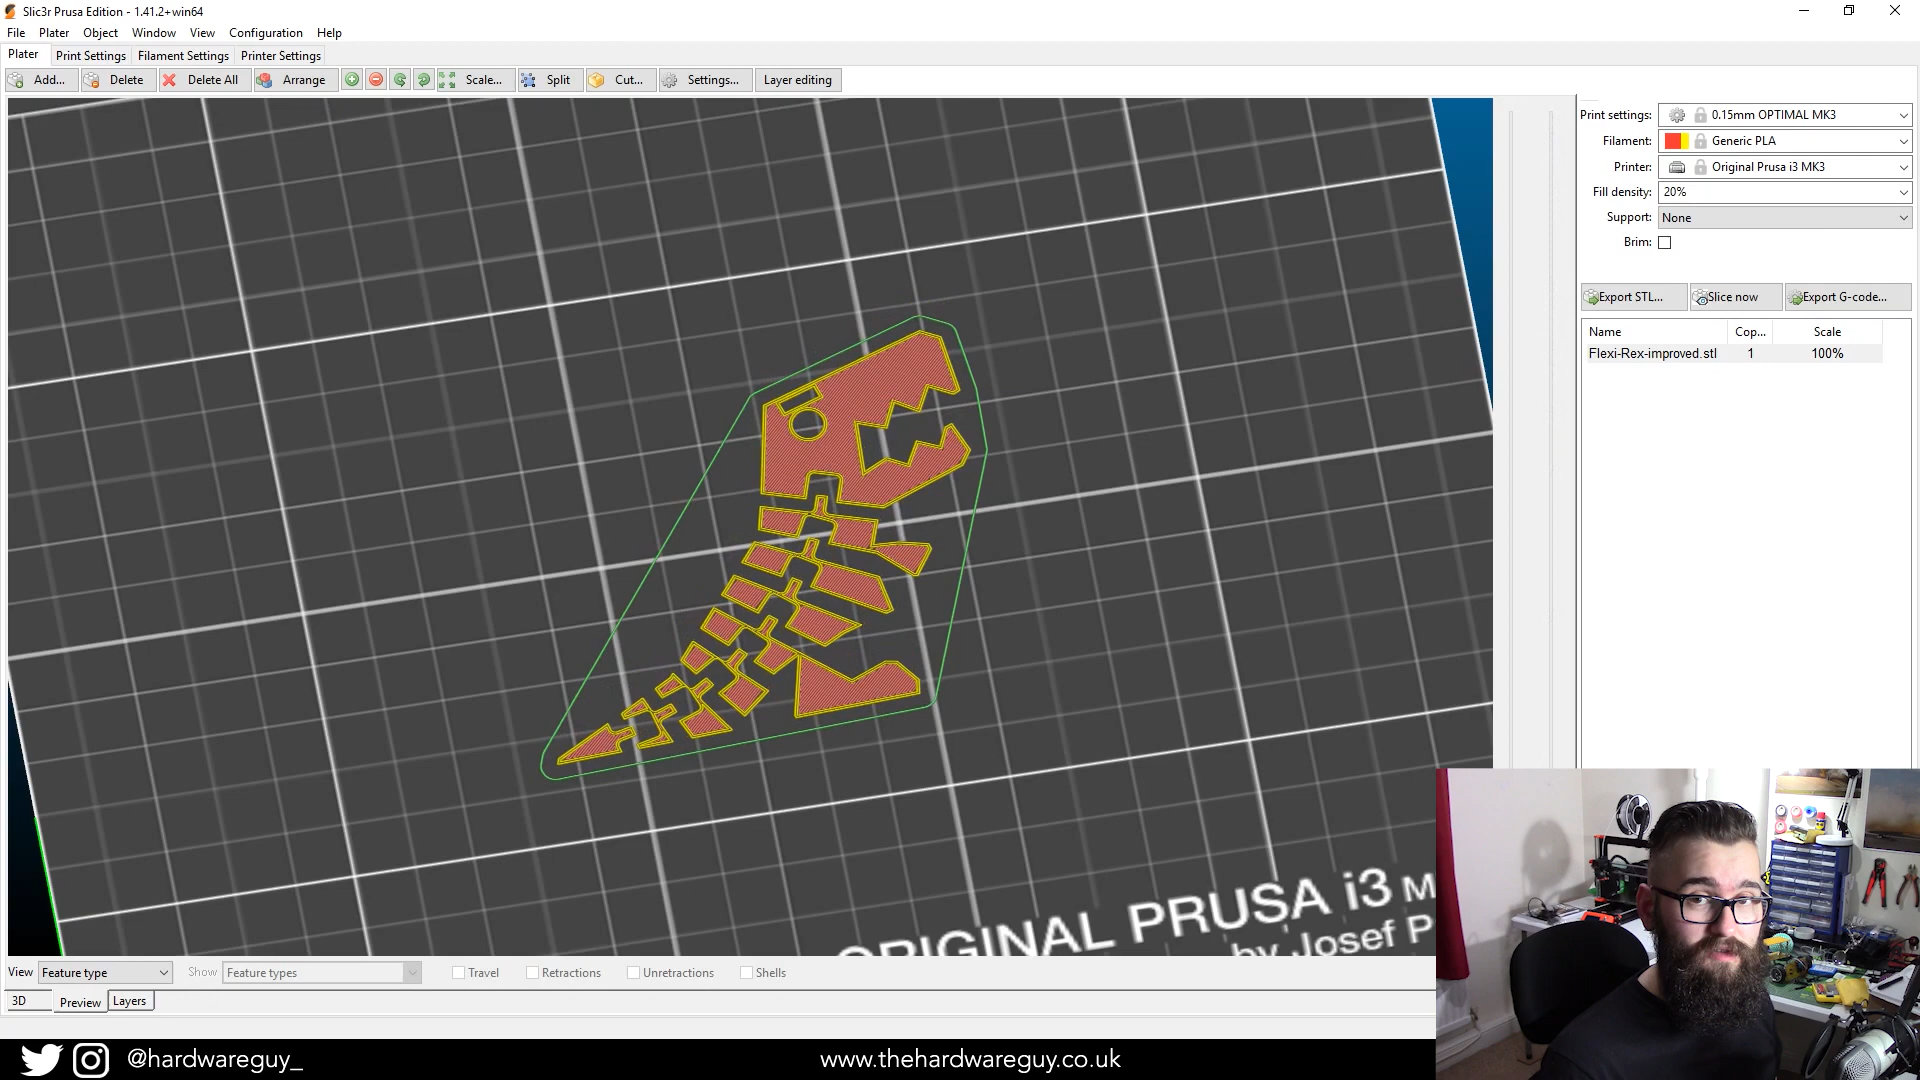 Slic3r Prusa Edition - 1.41.2+win64
File Plater Object Window View Configuration Help
Plater Print Settings Filament Settings Printer Settings
Add... Delete Delete All Arrange Scale... Split Cut... Settings... Layer editing
Print settings: 0.15mm OPTIMAL MK3
Filament: Generic PLA
Printer: Original Prusa i3 MK3
Fill density: 20%
Support: None
Brim:
Export STL... Slice now Export G-code...
Name Cop... Scale
Flexi-Rex-improved.stl 1 100%
ORIGINAL PRUSA i3 M
by Josef P
View Feature type Show Feature types Travel Retractions Unretractions Shells
3D Preview Layers
@hardwareguy_ www.thehardwareguy.co.uk